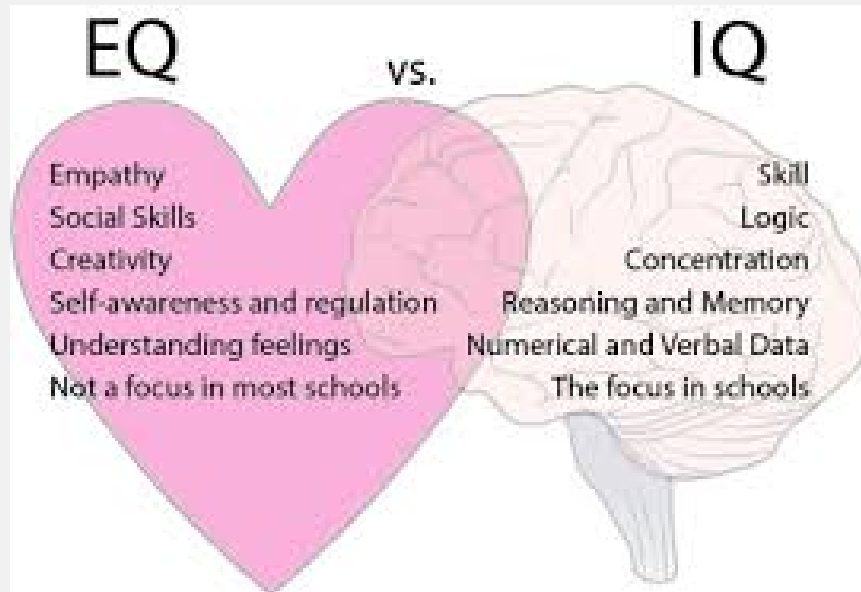 EQ vs. IQ
Empathy
Social Skills
Creativity
Self-awareness and regulation
Understanding feelings
Not a focus in most schools
Skill
Logic
Concentration
Reasoning and Memory
Numerical and Verbal Data
The focus in schools